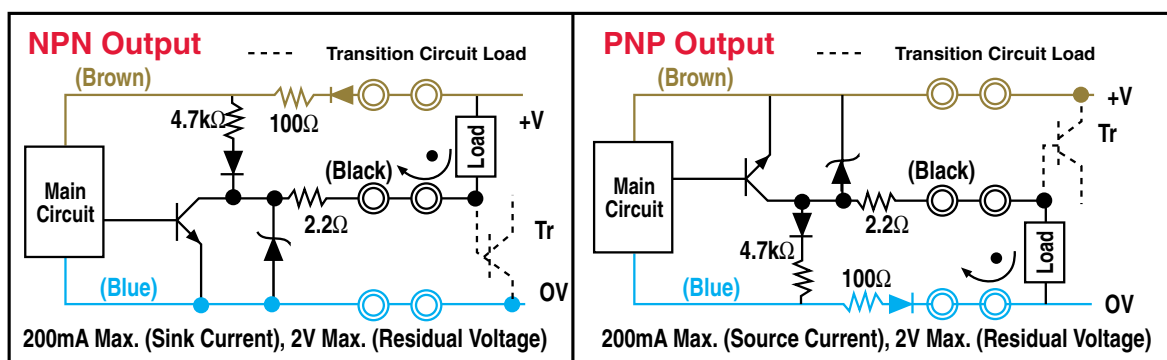 NPN Output
Transition Circuit Load
(Brown)
4.7kΩ
100Ω
+V
Load
(Black)
Main
Circuit
2.2Ω
Tr
(Blue)
OV
200mA Max. (Sink Current), 2V Max. (Residual Voltage)
PNP Output
Transition Circuit Load
(Brown)
+V
Tr
Main
Circuit
(Black)
2.2Ω
4.7kΩ
Load
100Ω
(Blue)
OV
200mA Max. (Source Current), 2V Max. (Residual Voltage)